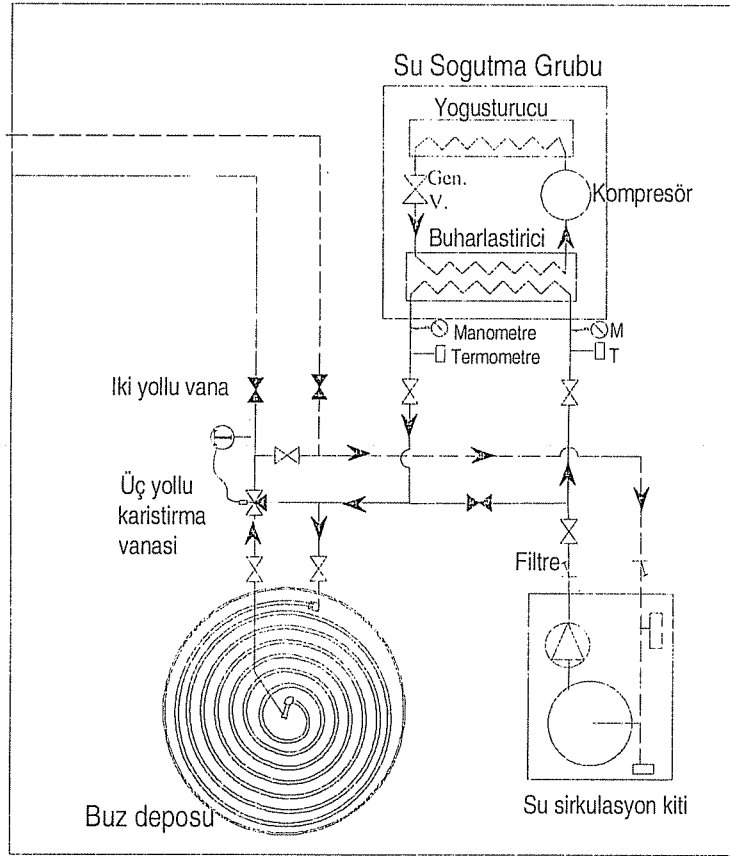 Su Sogutma Grubu
Yogusturucu
Gen.
V.
Kompresör
Buharlastirici
Manometre
M
Termometre
T
Iki yollu vana
Üç yollu
karistirma
vanasi
Filtre
Buz deposu
Su sirkulasyon kiti